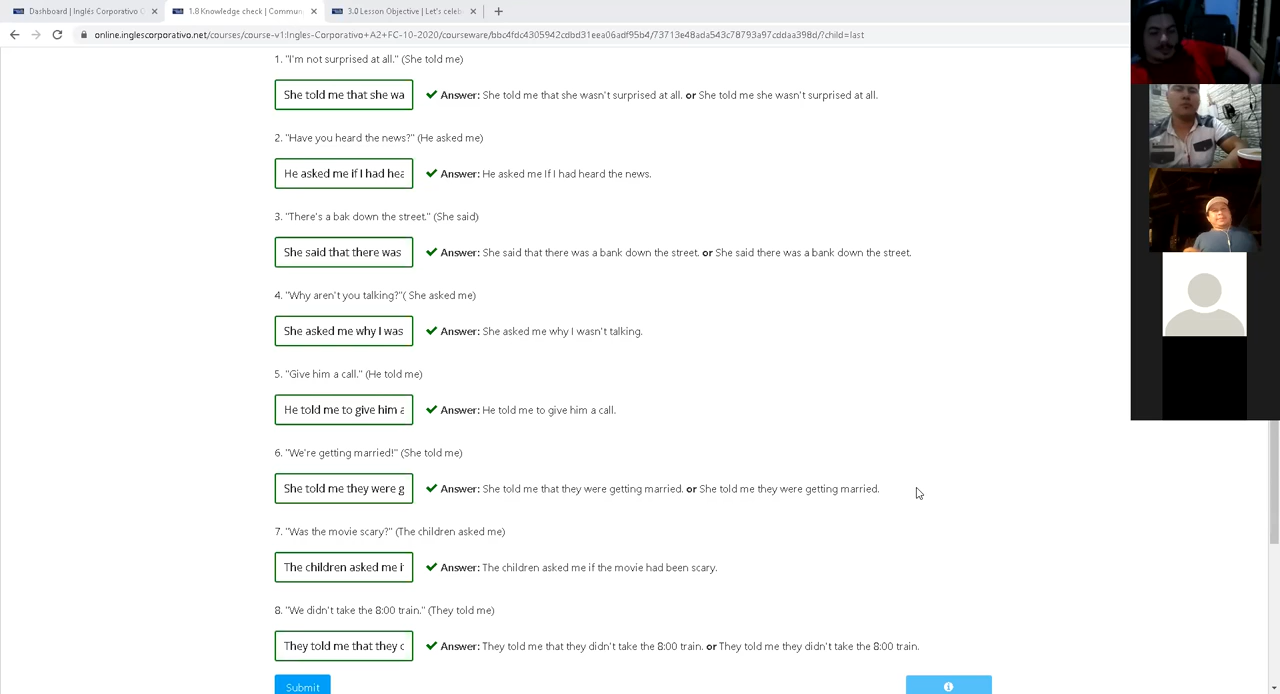 Dashboard | Inglés Corporativo
1.8 Knowledge check | Commun
3.0 Lesson Objective | Let's celeb
online.inglescorporativo.net/courses/course-v1:Ingles-Corporativo+A2+FC-10-2020/courseware/bbc4fdc4305942cdbd31eea06adf95b4/73713e48ada543c78793a97cddaa398d/?child=last
1. "I'm not surprised at all." (She told me)
She told me that she wa
Answer: She told me that she wasn't surprised at all. or She told me she wasn't surprised at all.
2. "Have you heard the news?" (He asked me)
He asked me if I had hea
Answer: He asked me If I had heard the news.
3. "There's a bak down the street." (She said)
She said that there was
Answer: She said that there was a bank down the street. or She said there was a bank down the street.
4. "Why aren't you talking?"( She asked me)
She asked me why I was
Answer: She asked me why I wasn't talking.
5. "Give him a call." (He told me)
He told me to give him a
Answer: He told me to give him a call.
6. "We're getting married!" (She told me)
She told me they were g
Answer: She told me that they were getting married. or She told me they were getting married.
7. "Was the movie scary?" (The children asked me)
The children asked me i
Answer: The children asked me if the movie had been scary.
8. "We didn't take the 8:00 train." (They told me)
They told me that they
Answer: They told me that they didn't take the 8:00 train. or They told me they didn't take the 8:00 train.
Submit